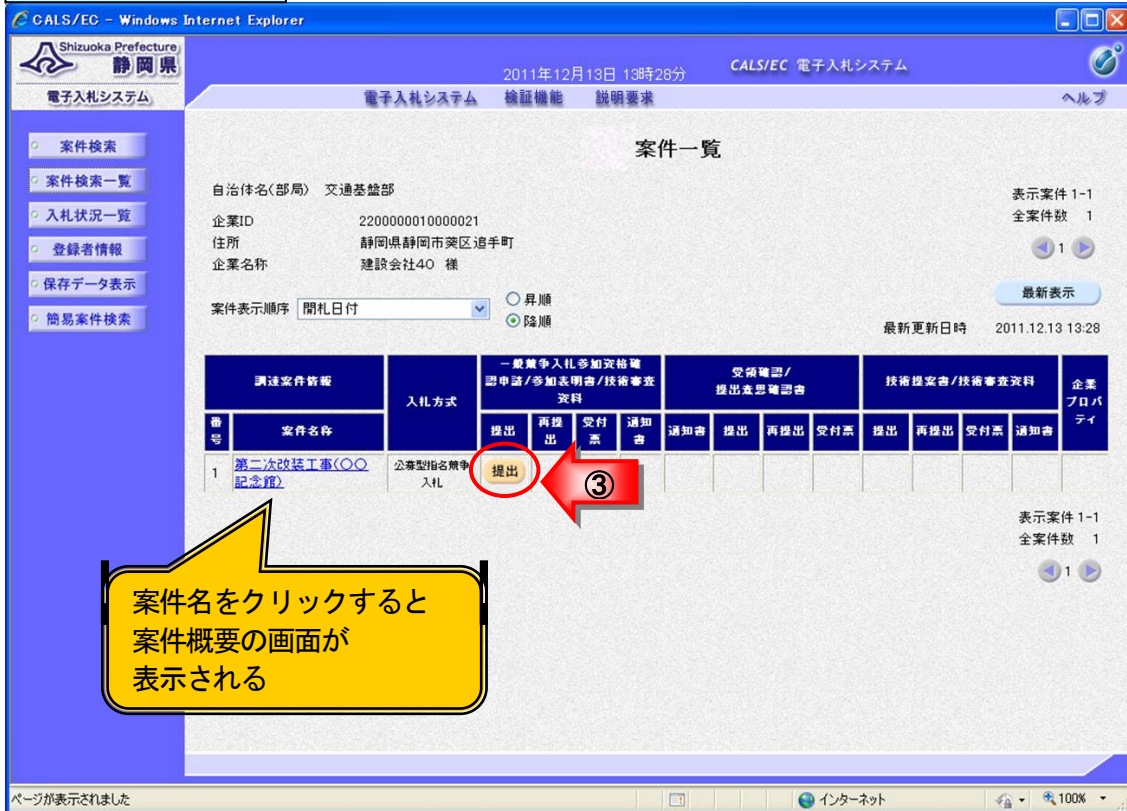 CALS/EC - Windows Internet Explorer
Shizuoka Prefecture
静岡県
電子入札システム
2011年12月13日 13時28分
CALS/EC 電子入札システム
電子入札システム 検証機能 説明要求 ヘルプ
案件検索
案件検索一覧
入札状況一覧
登録者情報
保存データ表示
簡易案件検索
案件一覧
自治体名(部局) 交通基盤部
企業ID 2200000010000021
住所 静岡県静岡市葵区追手町
企業名称 建設会社40 様
表示案件 1-1
全案件数 1
1
案件表示順序 開札日付
昇順
降順
最新表示
最新更新日時 2011.12.13 13:28
調達案件情報
入札方式
一般競争入札参加資格確
認申請/参加表明書/技術審査
資料
受領確認/
提出意思確認書
技術提案書/技術審査資料
企業
プロパ
ティ
番
号
案件名称
提出 再提
出 受付
票 通知
書 通知書 提出 再提出 受付票 提出 再提出 受付票 通知書
1 第二次改装工事(〇〇
記念館)
公募型指名競争
入札
提出
③
表示案件 1-1
全案件数 1
1
案件名をクリックすると
案件概要の画面が
表示される
ページが表示されました
インターネット
100%